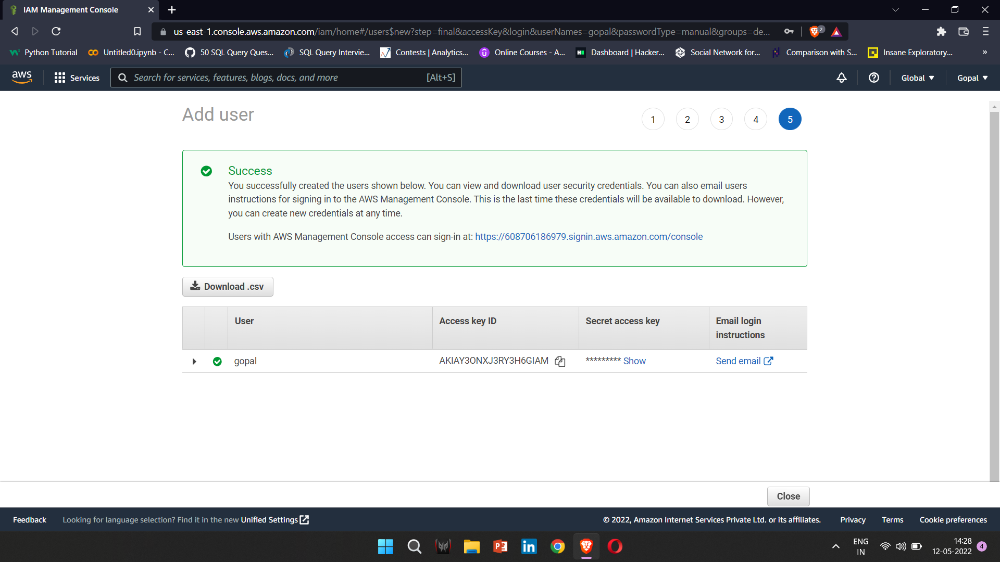 IAM Management Console
us-east-1.console.aws.amazon.com/iam/home#/users$new?step=final&accessKey&login&userNames=gopal&passwordType=manual&groups=de...
2
Python Tutorial
Untitled0.ipynb - C...
50 SQL Query Ques...
SQL Query Intervie...
Contests | Analytics...
Online Courses - A...
Dashboard | Hacker...
Social Network for...
Comparison with S...
Insane Exploratory...
»
aws
Services
Search for services, features, blogs, docs, and more
[Alt+S]
Global
Gopal
Add user
1
2
3
4
5
Success
You successfully created the users shown below. You can view and download user security credentials. You can also email users
instructions for signing in to the AWS Management Console. This is the last time these credentials will be available to download. However,
you can create new credentials at any time.
Users with AWS Management Console access can sign-in at: https://608706186979.signin.aws.amazon.com/console
Download .csv
User
Access key ID
Secret access key
Email login
instructions
gopal
AKIAY3ONXJ3RY3H6GIAM
********* Show
Send email
Close
Feedback
Looking for language selection? Find it in the new Unified Settings
© 2022, Amazon Internet Services Private Ltd. or its affiliates.
Privacy
Terms
Cookie preferences
ENG
IN
14:28
12-05-2022
4